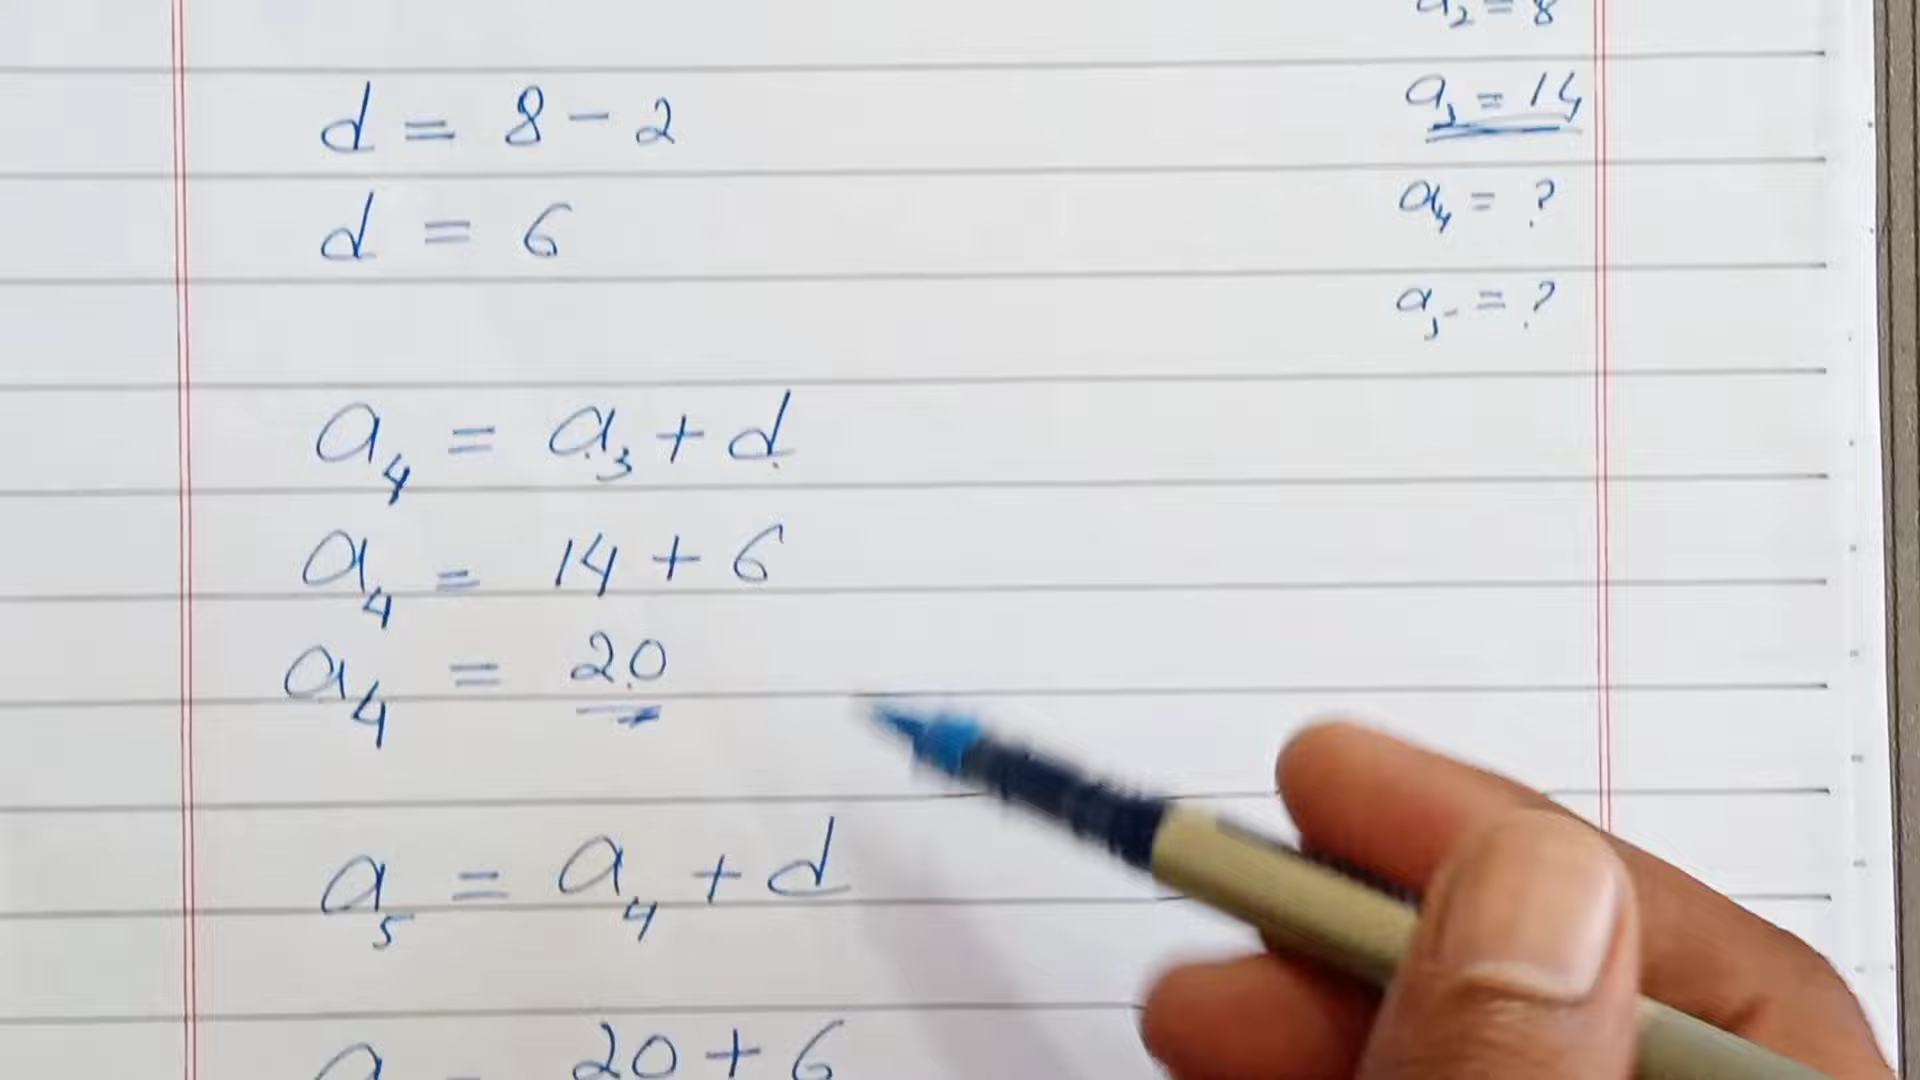 a₂ = 8
d = 8 - 2
a₃ = 14
d = 6
a₄ = ?
a₅ = ?
a₄ = a₃ + d
a₄ = 14 + 6
a₄ = 20
a₅ = a₄ + d
a = 20 + 6